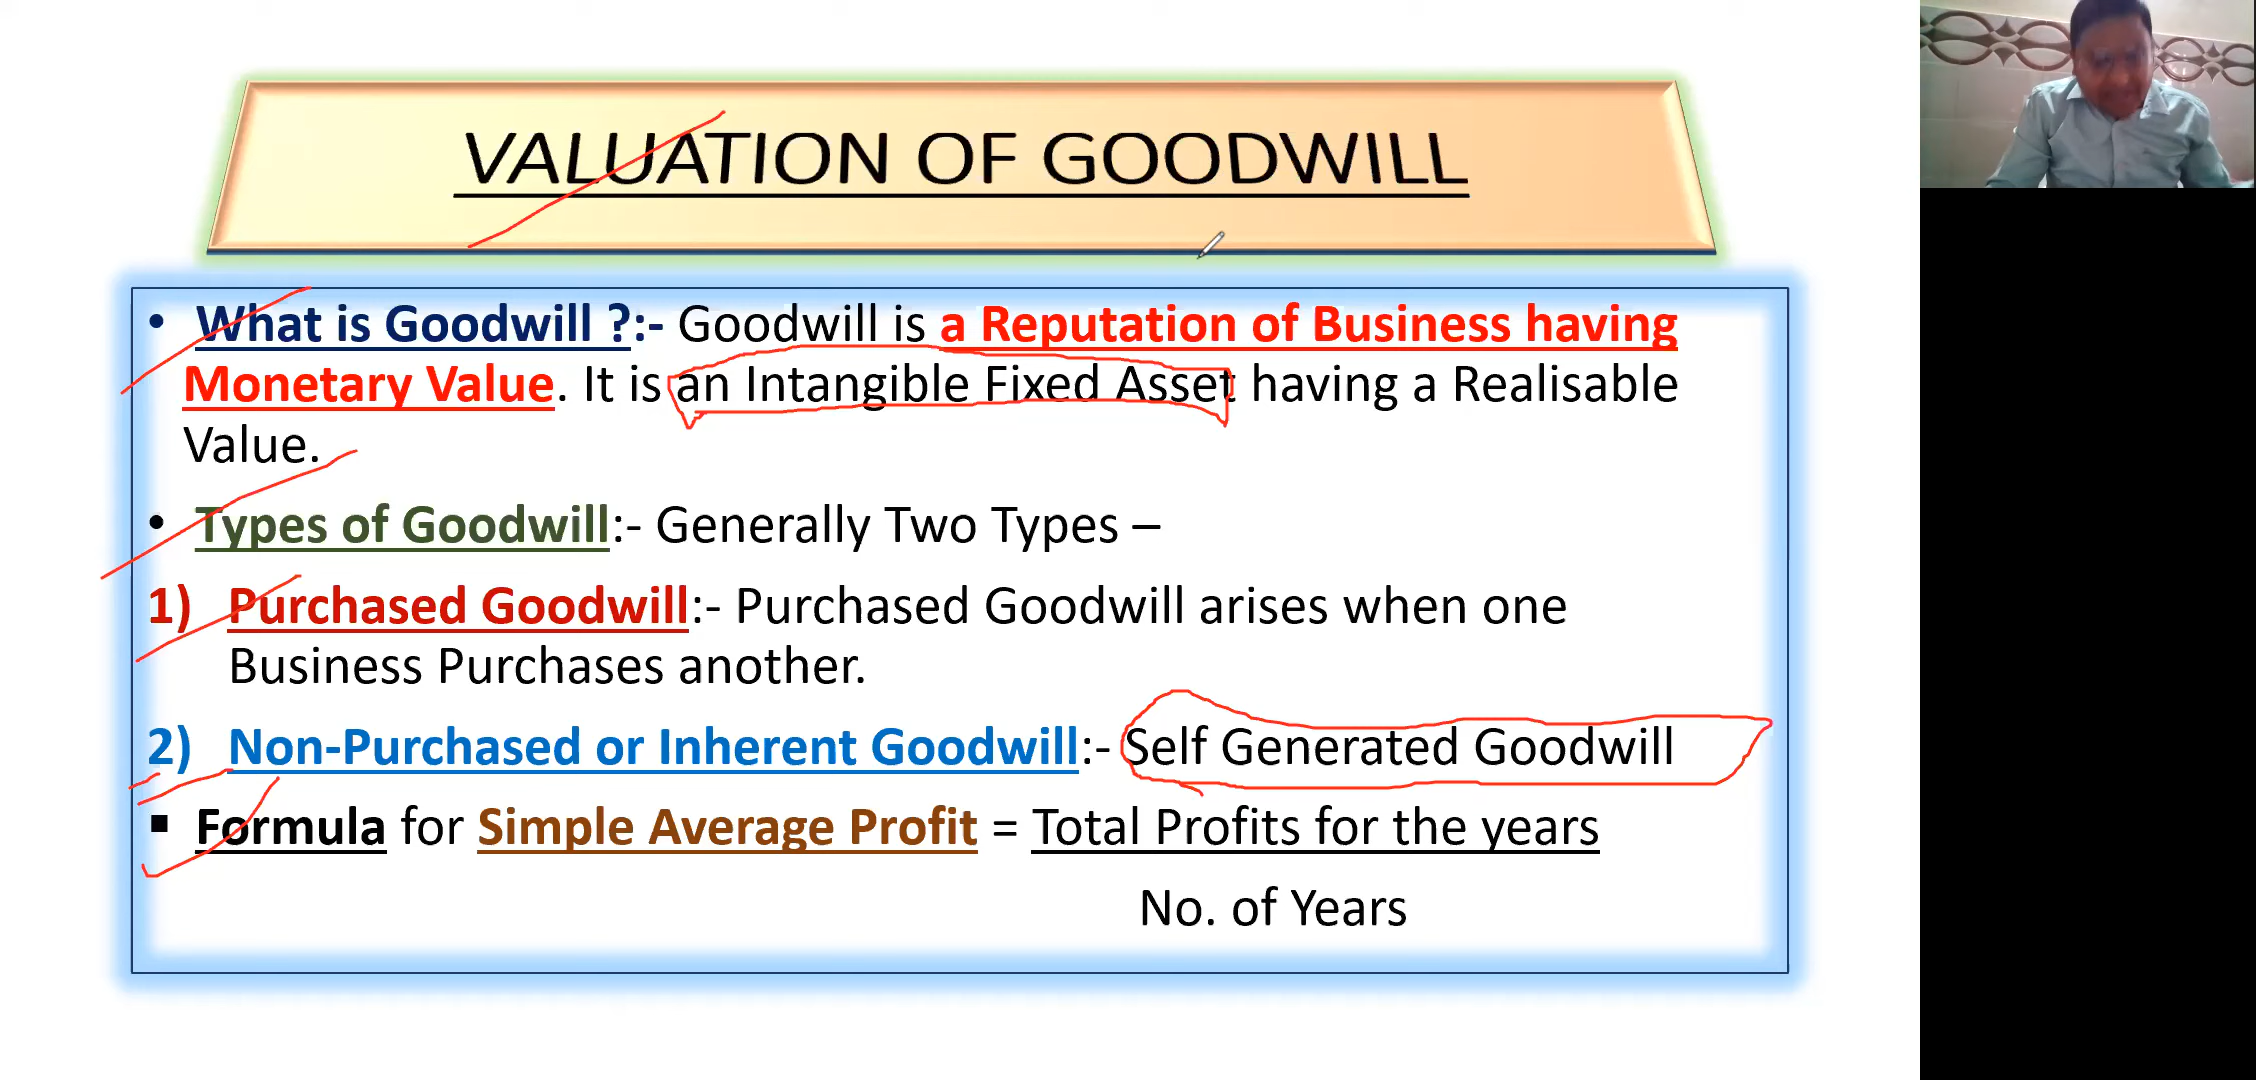 VALUATION OF GOODWILL
• What is Goodwill ?:- Goodwill is a Reputation of Business having
Monetary Value. It is an Intangible Fixed Asset having a Realisable
Value.
• Types of Goodwill:- Generally Two Types –
1) Purchased Goodwill:- Purchased Goodwill arises when one
Business Purchases another.
2) Non-Purchased or Inherent Goodwill:- Self Generated Goodwill
▪ Formula for Simple Average Profit = Total Profits for the years
No. of Years